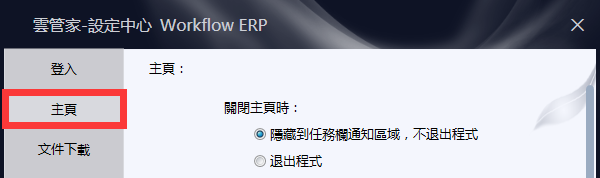 雲管家-設定中心 Workflow ERP
登入
主頁
文件下載
主頁：
關閉主頁時：
隱藏到任務欄通知區域，不退出程式
退出程式